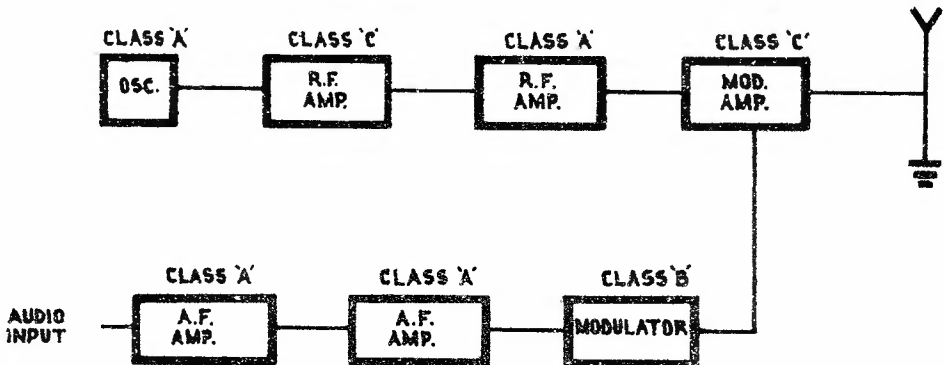 CLASS 'A'
OSC.
CLASS 'C'
R.F.
AMP.
CLASS 'A'
R.F.
AMP.
CLASS 'C'
MOD.
AMP.
AUDIO
INPUT
CLASS 'A'
A.F.
AMP.
CLASS 'A'
A.F.
AMP.
CLASS 'B'
MODULATOR